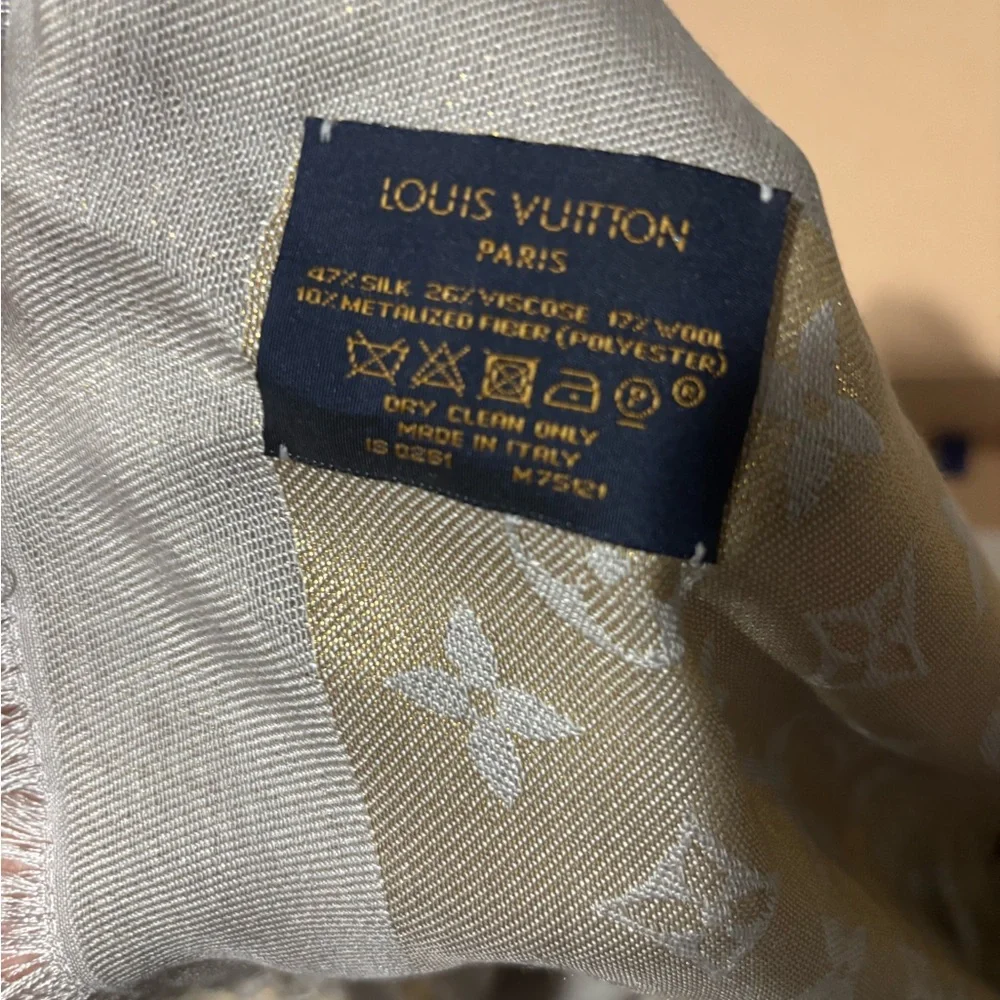 LOUIS VUITTON
PARIS
47% SILK 26% VISCOSE 17% WOOL
10% METALIZED FIBER (POLYESTER)
P ®
DRY CLEAN ONLY
MADE IN ITALY
IS 0251 M75121